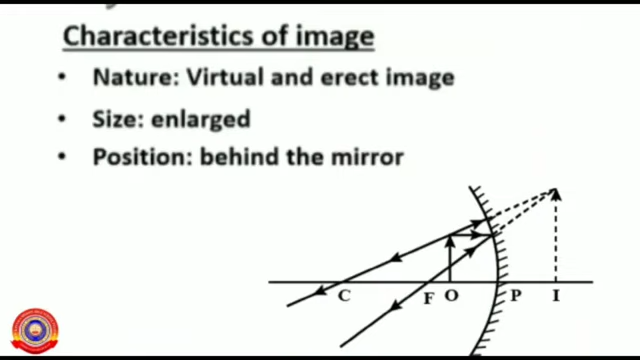 Characteristics of image
• Nature: Virtual and erect image
• Size: enlarged
• Position: behind the mirror
C F O P I